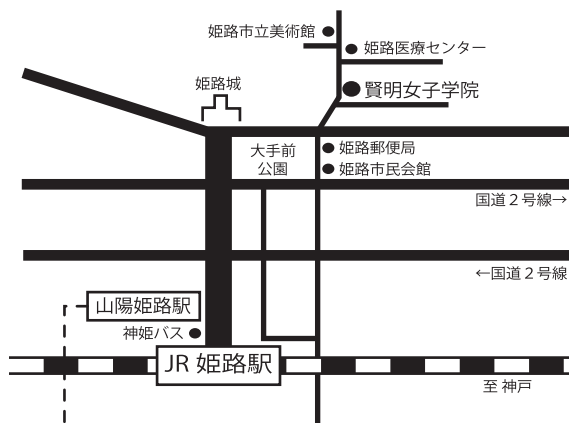 姫路市立美術館
姫路医療センター
姫路城
賢明女子学院
大手前
公園
姫路郵便局
姫路市民会館
国道２号線→
←国道２号線
山陽姫路駅
神姫バス
JR 姫路駅
至 神戸